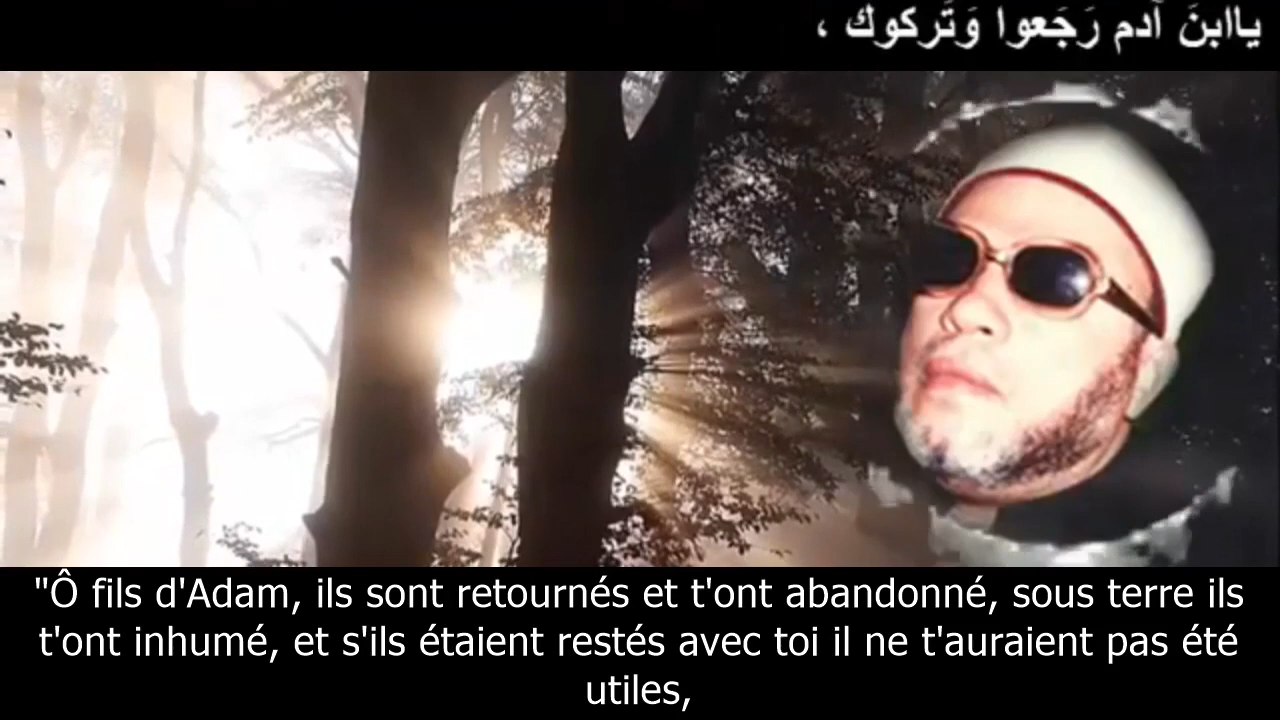 ياابنَ آدم رَجَعوا وَتَركوك ،
"Ô fils d'Adam, ils sont retournés et t'ont abandonné, sous terre ils
t'ont inhumé, et s'ils étaient restés avec toi il ne t'auraient pas été
utiles,